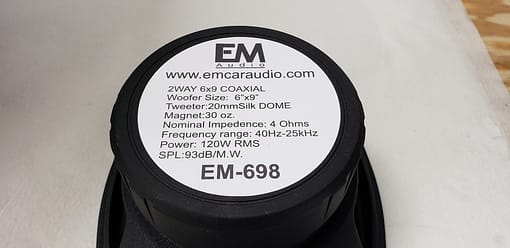 EM
Audio
www.emcaraudio.com
2WAY 6x9 COAXIAL
Woofer Size: 6"x9"
Tweeter:20mmSilk DOME
Magnet:30 oz.
Nominal Impedence: 4 Ohms
Frequency range: 40Hz-25kHz
Power: 120W RMS
SPL:93dB/M.W.
EM-698